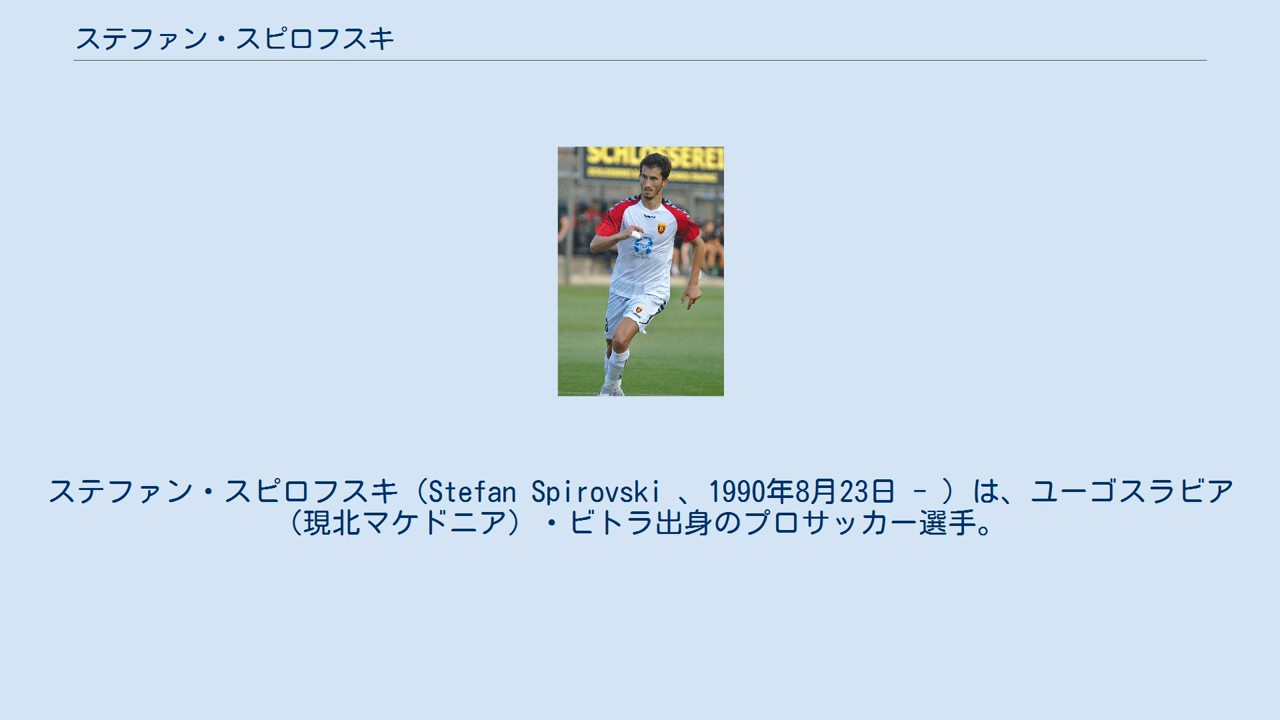 ステファン・スピロフスキ
SCHLOSSEREI
ステファン・スピロフスキ（Stefan Spirovski 、1990年8月23日 - ）は、ユーゴスラビア
（現北マケドニア）・ビトラ出身のプロサッカー選手。